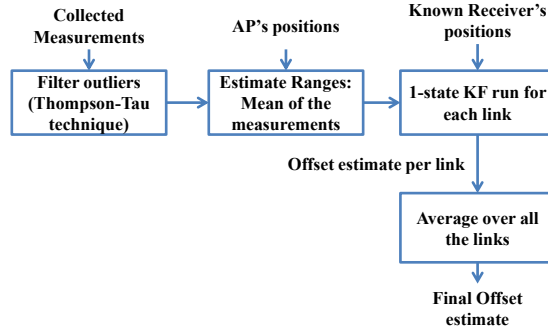 Collected
Measurements
AP's positions
Known Receiver's
positions
Filter outliers
(Thompson-Tau
technique)
Estimate Ranges:
Mean of the
measurements
1-state KF run for
each link
Offset estimate per link
Average over all
the links
Final Offset
estimate